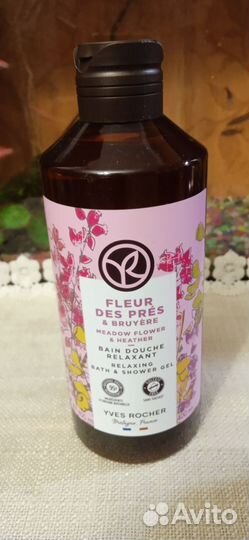 FLEUR
DES PRÉS
& BRUYÈRE
MEADOW FLOWER
& HEATHER
BAIN DOUCHE
RELAXANT
RELAXING
BATH & SHOWER GEL
YVES ROCHER
Bretagne, France
Avito